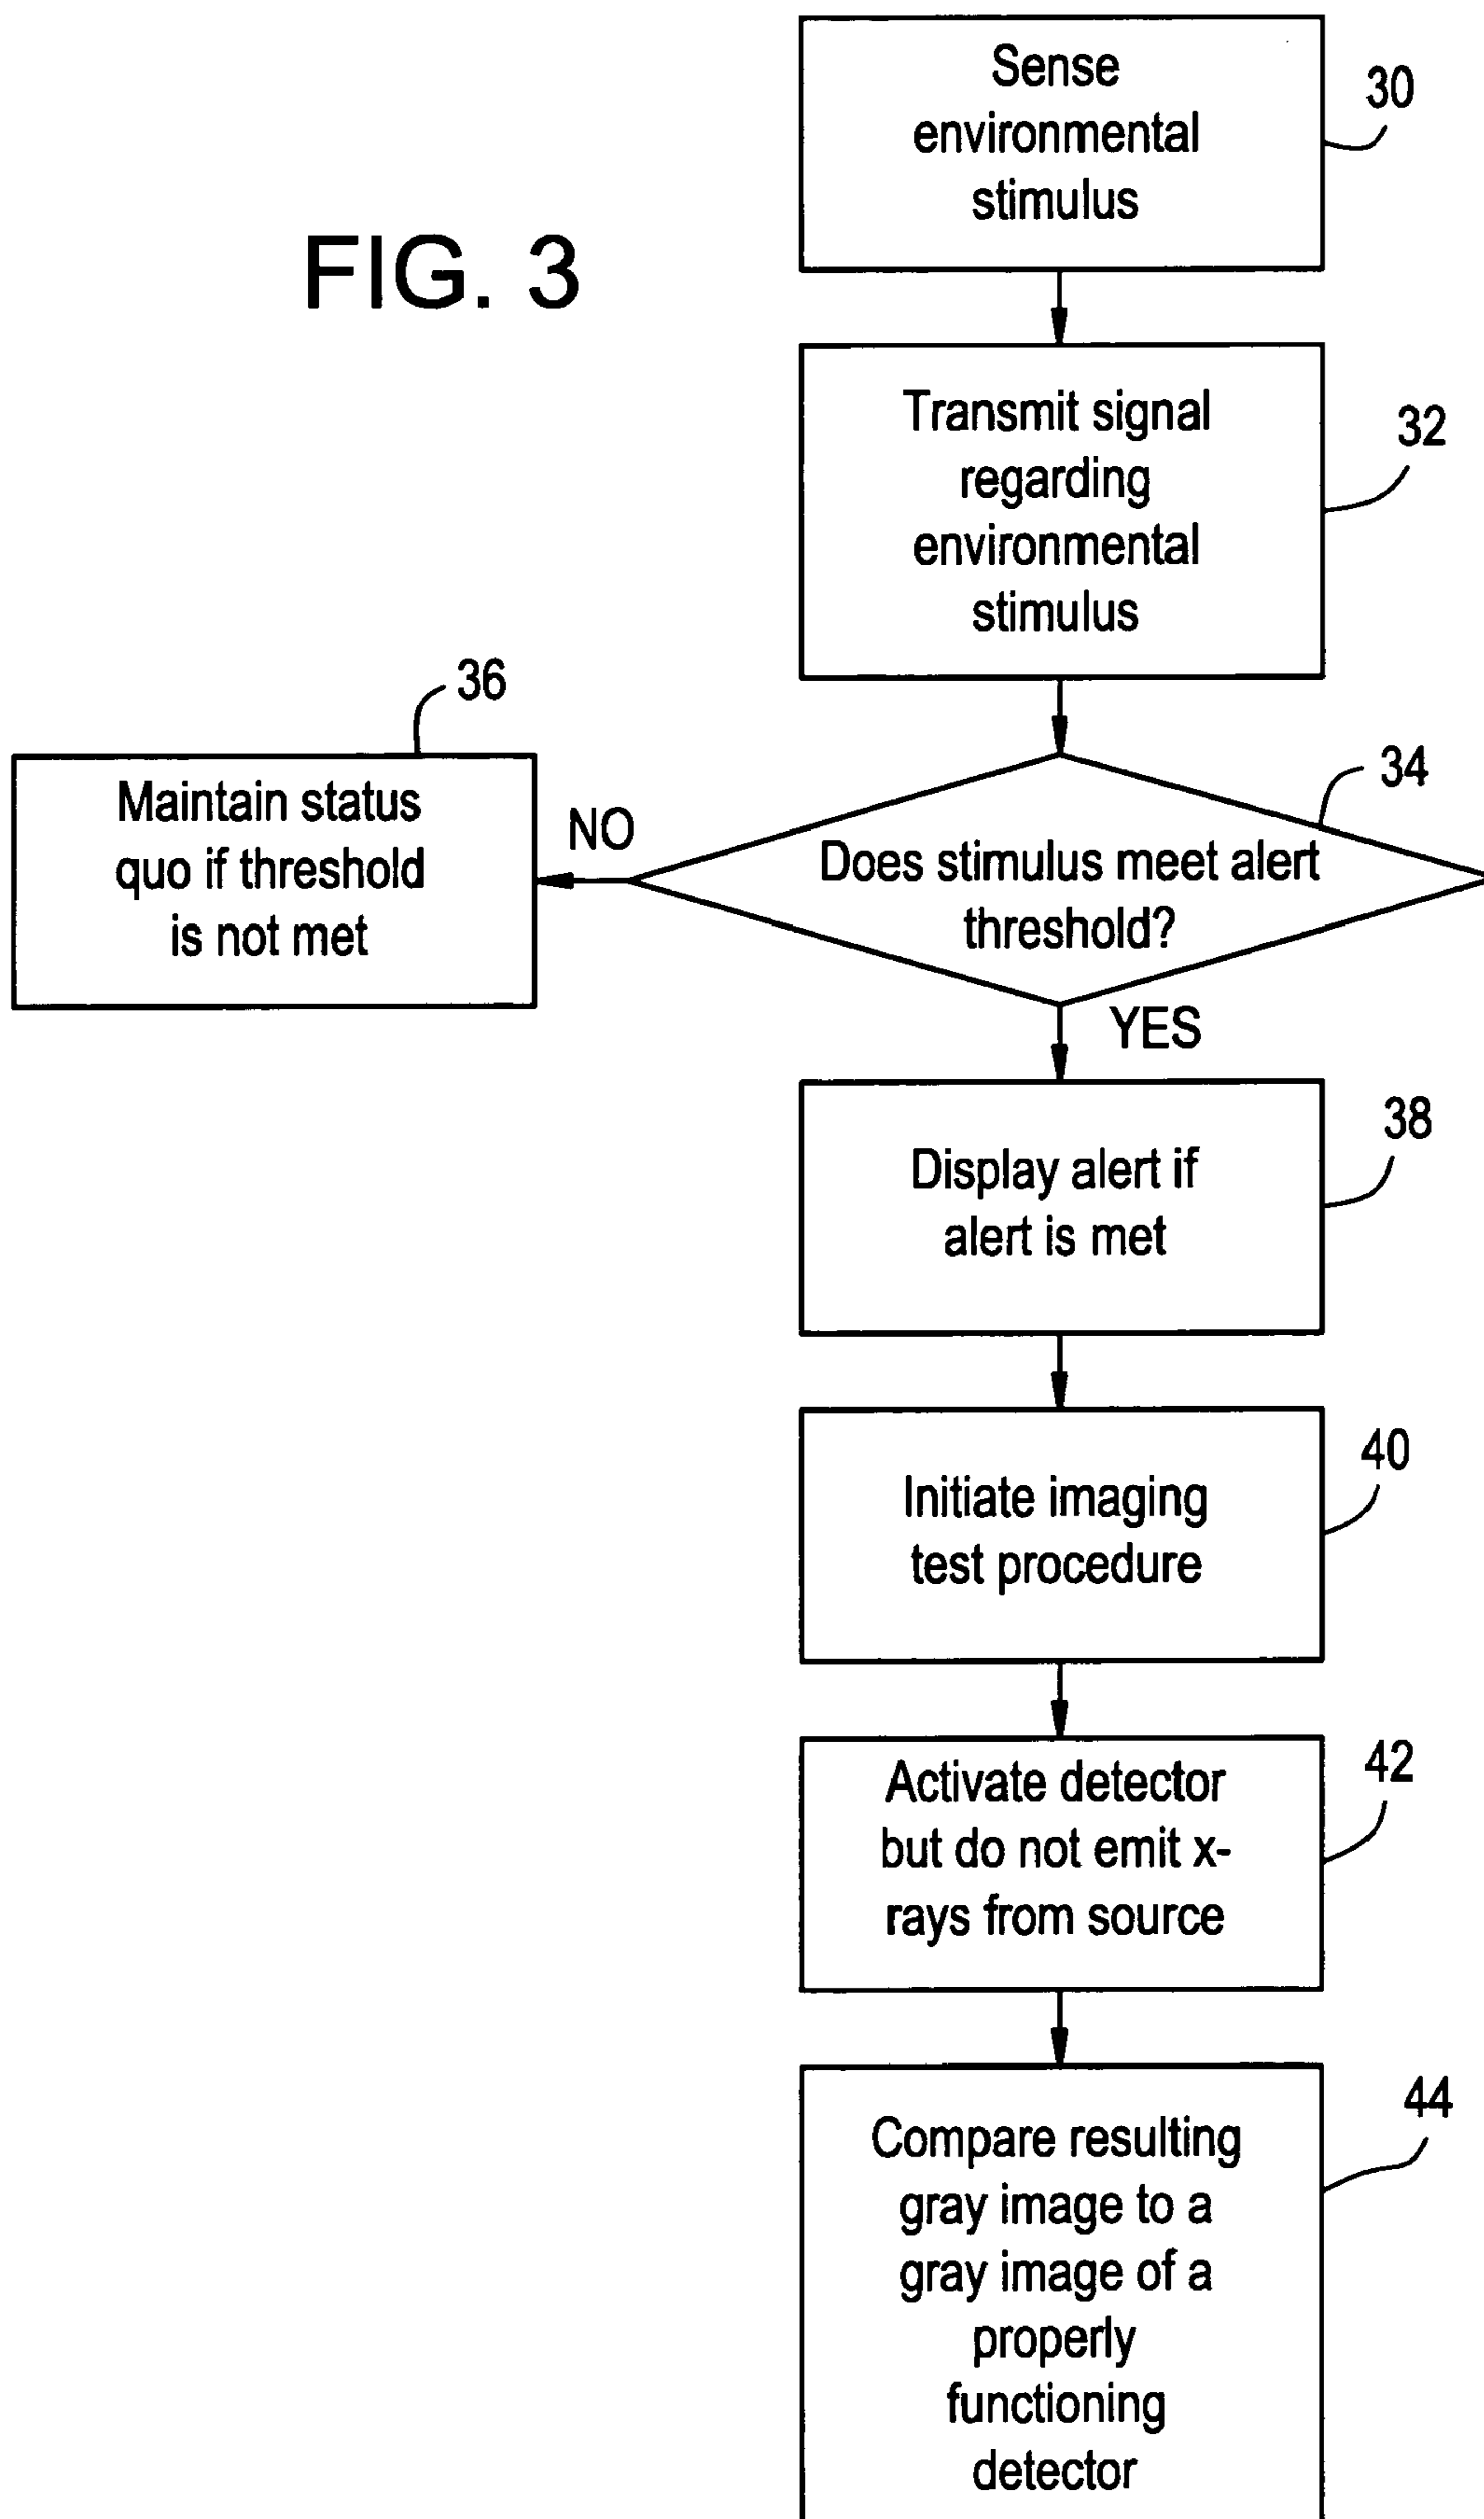 FIG. 3
Sense
environmental
stimulus
30
Transmit signal
regarding
environmental
stimulus
32
36
Maintain status
quo if threshold
is not met
NO
34
Does stimulus meet alert
threshold?
YES
Display alert if
alert is met
38
Initiate imaging
test procedure
40
Activate detector
but do not emit x-
rays from source
42
Compare resulting
gray image to a
gray image of a
properly
functioning
detector
44